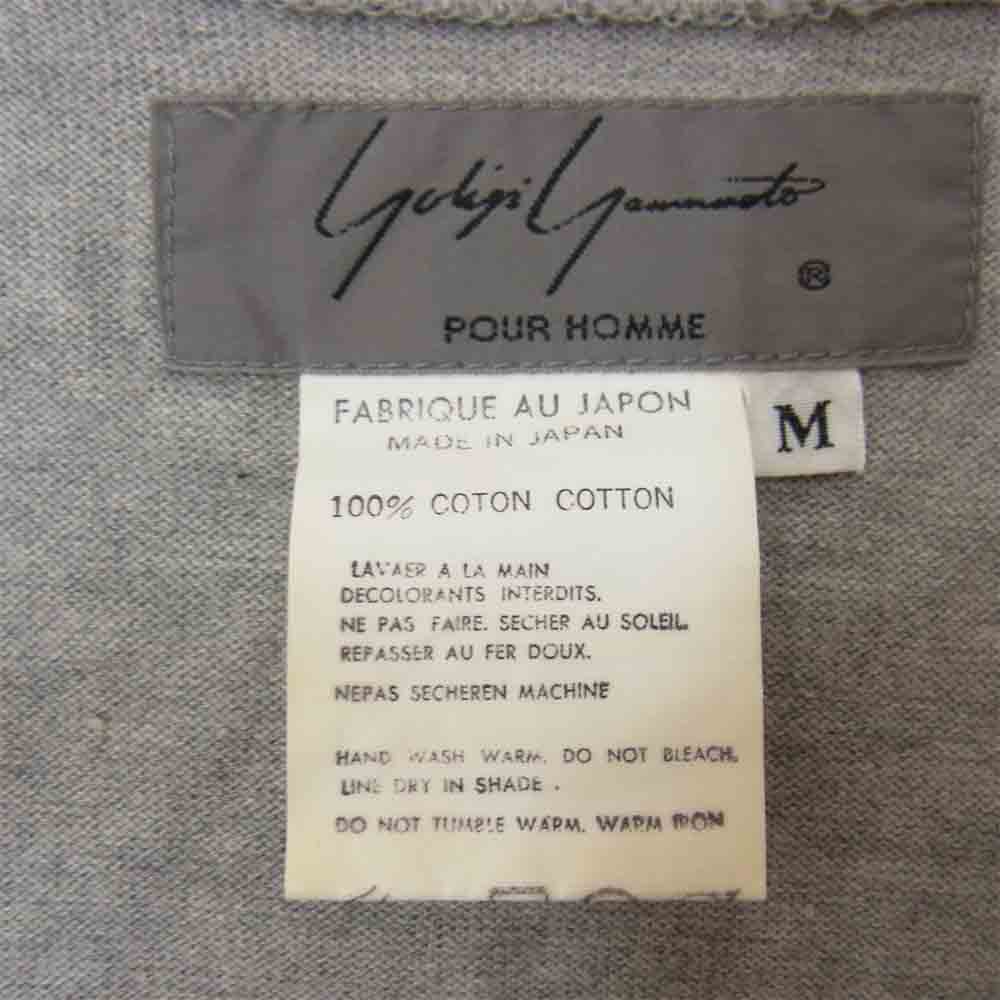 Yohji Yamamoto
®
POUR HOMME
FABRIQUE AU JAPON
MADE IN JAPAN
M
100% COTON COTTON
LAVAER A LA MAIN
DECOLORANTS INTERDITS.
NE PAS FAIRE. SECHER AU SOLEIL.
REPASSER AU FER DOUX.
NEPAS SECHEREN MACHINE
HAND WASH WARM. DO NOT BLEACH.
LINE DRY IN SHADE .
DO NOT TUMBLE WARM. WARM IRON